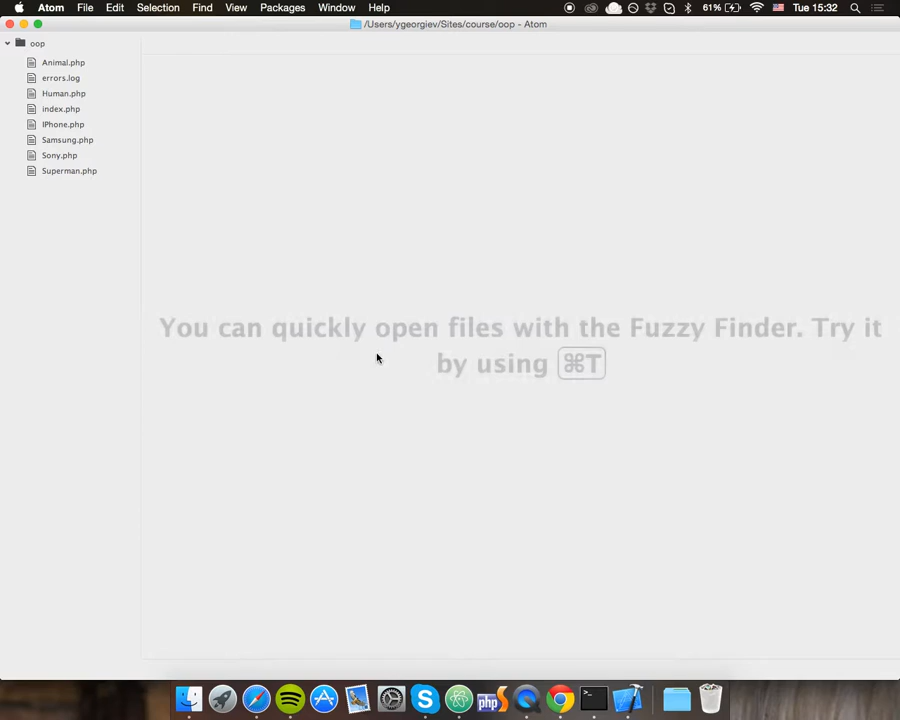 Atom File Edit Selection Find View Packages Window Help 61% Tue 15:32
/Users/ygeorgiev/Sites/course/oop - Atom
oop
Animal.php
errors.log
Human.php
index.php
IPhone.php
Samsung.php
Sony.php
Superman.php
You can quickly open files with the Fuzzy Finder. Try it
by using ⌘T
php